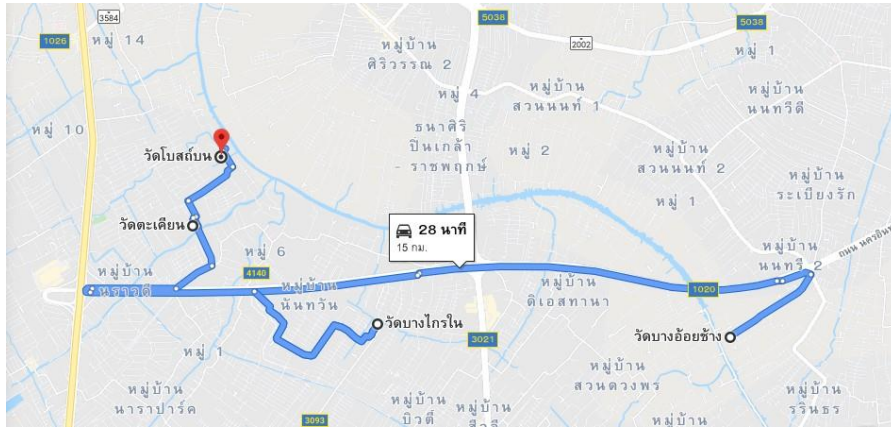 3584
1026
หมู่ 14
5038
5038
หมู่บ้าน
ศิริวรรณ 2
2002
หมู่ 1
หมู่ 4
หมู่บ้าน
สวนนนท์ 1
หมู่บ้าน
นนทวีดี
หมู่ 10
ธนาศิริ
ปิ่นเกล้า
- ราชพฤกษ์
หมู่ 2
วัดโบสถ์บน
หมู่บ้าน
สวนนนท์ 2
หมู่บ้าน
ระเบียงรัก
หมู่ 1
วัดตะเคียน
28 นาที
15 กม.
หมู่ 6
4140
หมู่บ้าน
นราวดี
หมู่บ้าน
นันทวัน
หมู่บ้าน
ดิเอสทานา
1020
หมู่บ้าน
นนทรี 2
วัดบางไกรใน
3021
วัดบางอ้อยช้าง
หมู่ 1
หมู่บ้าน
นาราปาร์ค
หมู่บ้าน
สวนดวงพร
หมู่บ้าน
บิวตี้
3093
หมู่บ้าน
หมู่บ้าน
หมู่บ้าน
รรินธร